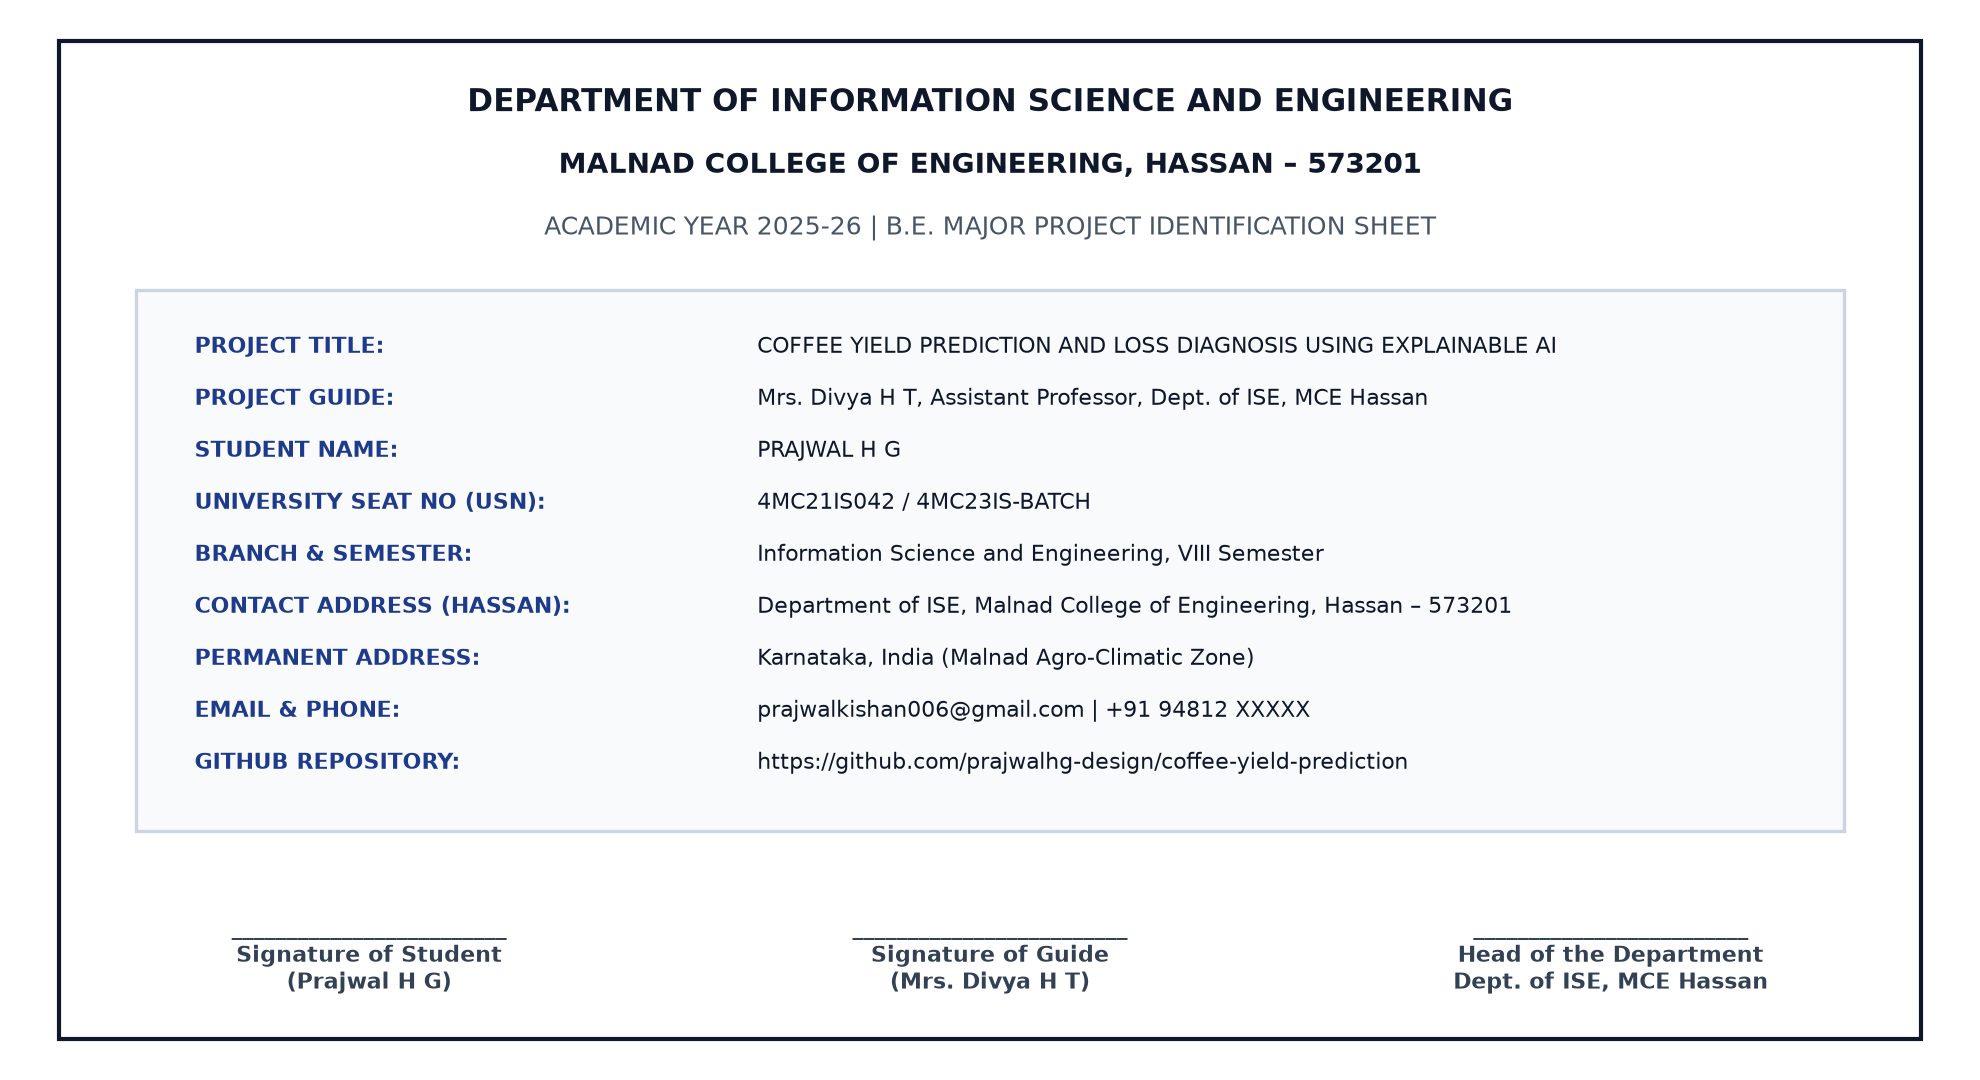 DEPARTMENT OF INFORMATION SCIENCE AND ENGINEERING
MALNAD COLLEGE OF ENGINEERING, HASSAN – 573201
ACADEMIC YEAR 2025-26 | B.E. MAJOR PROJECT IDENTIFICATION SHEET
PROJECT TITLE: COFFEE YIELD PREDICTION AND LOSS DIAGNOSIS USING EXPLAINABLE AI
PROJECT GUIDE: Mrs. Divya H T, Assistant Professor, Dept. of ISE, MCE Hassan
STUDENT NAME: PRAJWAL H G
UNIVERSITY SEAT NO (USN): 4MC21IS042 / 4MC23IS-BATCH
BRANCH & SEMESTER: Information Science and Engineering, VIII Semester
CONTACT ADDRESS (HASSAN): Department of ISE, Malnad College of Engineering, Hassan – 573201
PERMANENT ADDRESS: Karnataka, India (Malnad Agro-Climatic Zone)
EMAIL & PHONE: prajwalkishan006@gmail.com | +91 94812 XXXXX
GITHUB REPOSITORY: https://github.com/prajwalhg-design/coffee-yield-prediction
Signature of Student
(Prajwal H G)
Signature of Guide
(Mrs. Divya H T)
Head of the Department
Dept. of ISE, MCE Hassan